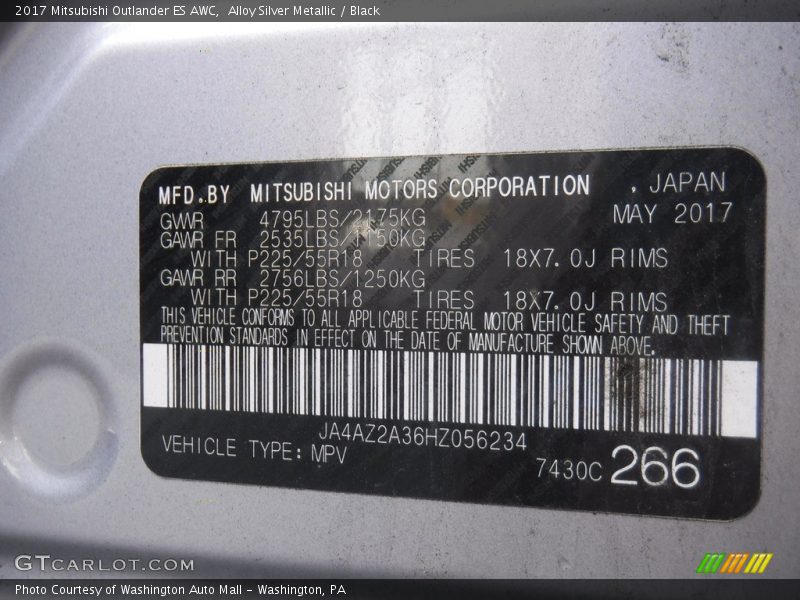 2017 Mitsubishi Outlander ES AWC,  Alloy Silver Metallic / Black
MFD.BY MITSUBISHI MOTORS CORPORATION , JAPAN
GVWR 4795LBS/2175KG MAY 2017
GAWR FR 2535LBS/1150KG
WITH P225/55R18 TIRES 18X7.0J RIMS
GAWR RR 2756LBS/1250KG
WITH P225/55R18 TIRES 18X7.0J RIMS
THIS VEHICLE CONFORMS TO ALL APPLICABLE FEDERAL MOTOR VEHICLE SAFETY AND THEFT
PREVENTION STANDARDS IN EFFECT ON THE DATE OF MANUFACTURE SHOWN ABOVE.
JA4AZ2A36HZ056234
VEHICLE TYPE: MPV
7430C 266
GTCARLOT.COM
Photo Courtesy of Washington Auto Mall - Washington, PA